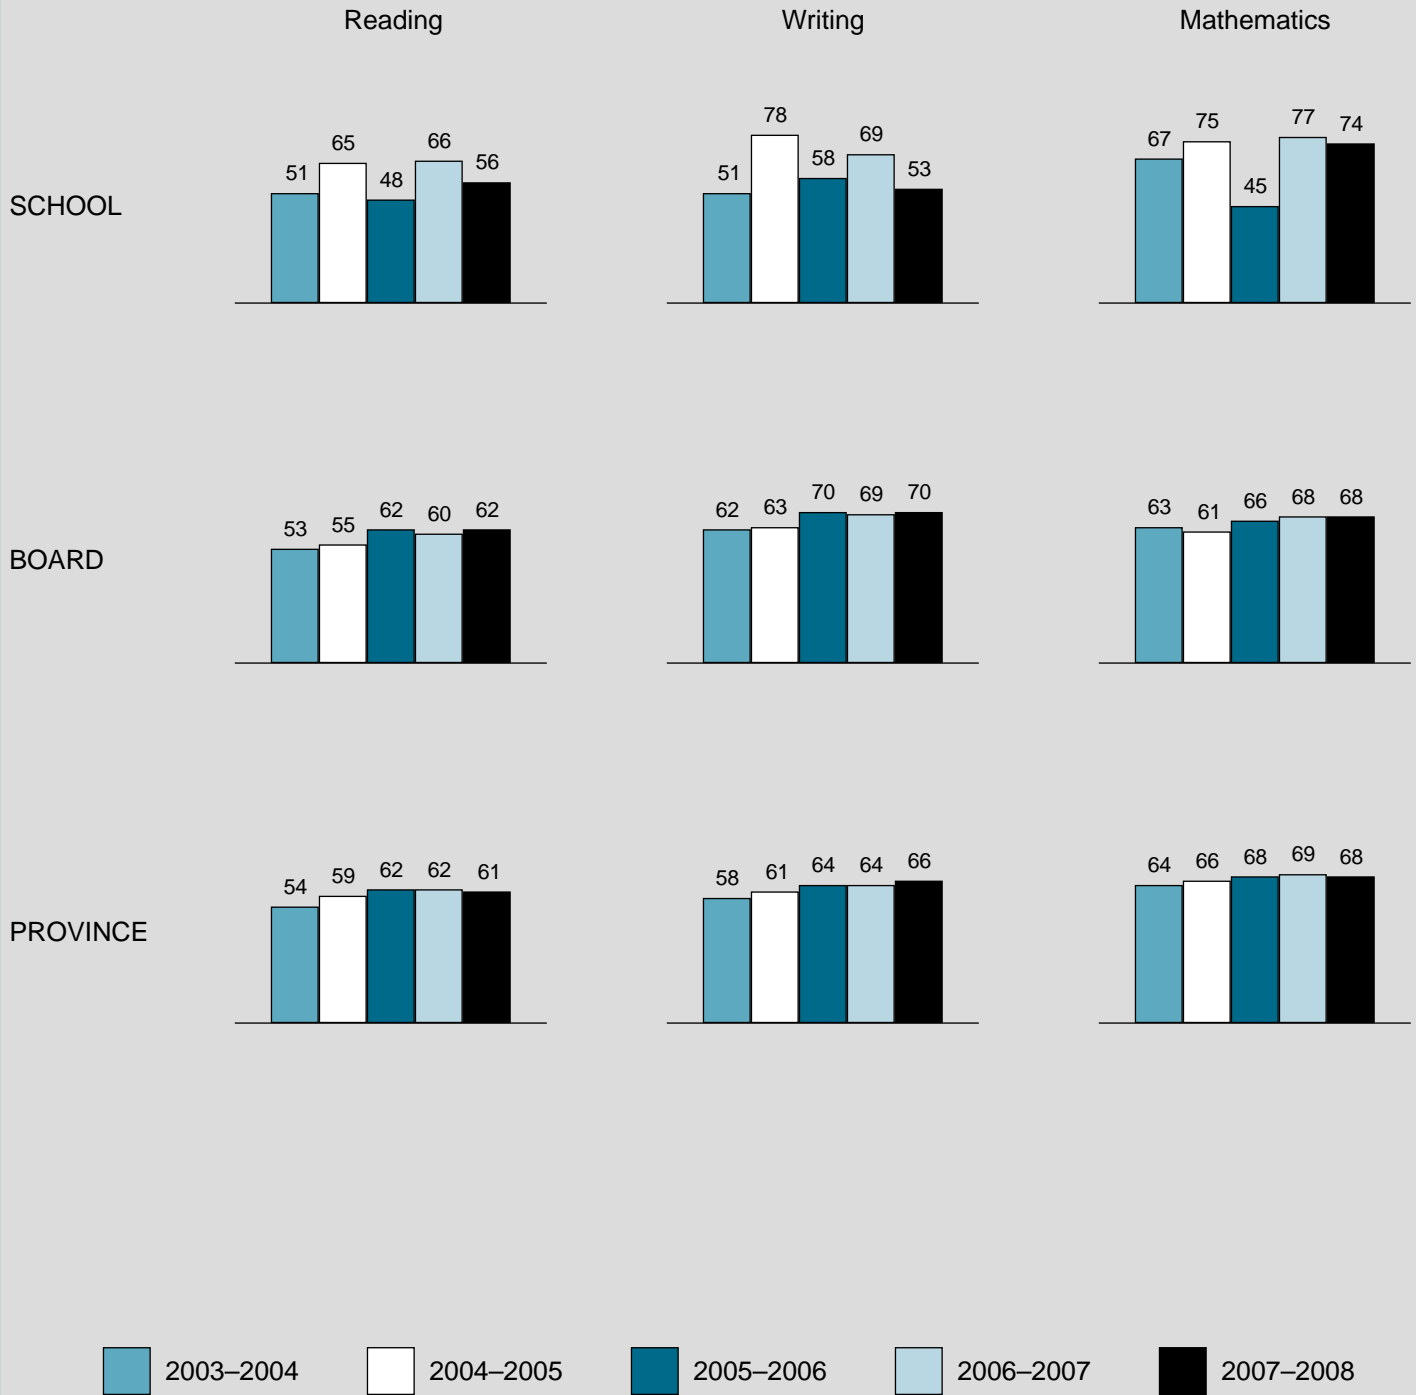 Reading Writing Mathematics
SCHOOL
51 65 48 66 56
51 78 58 69 53
67 75 45 77 74
BOARD
53 55 62 60 62
62 63 70 69 70
63 61 66 68 68
PROVINCE
54 59 62 62 61
58 61 64 64 66
64 66 68 69 68
2003–2004 2004–2005 2005–2006 2006–2007 2007–2008